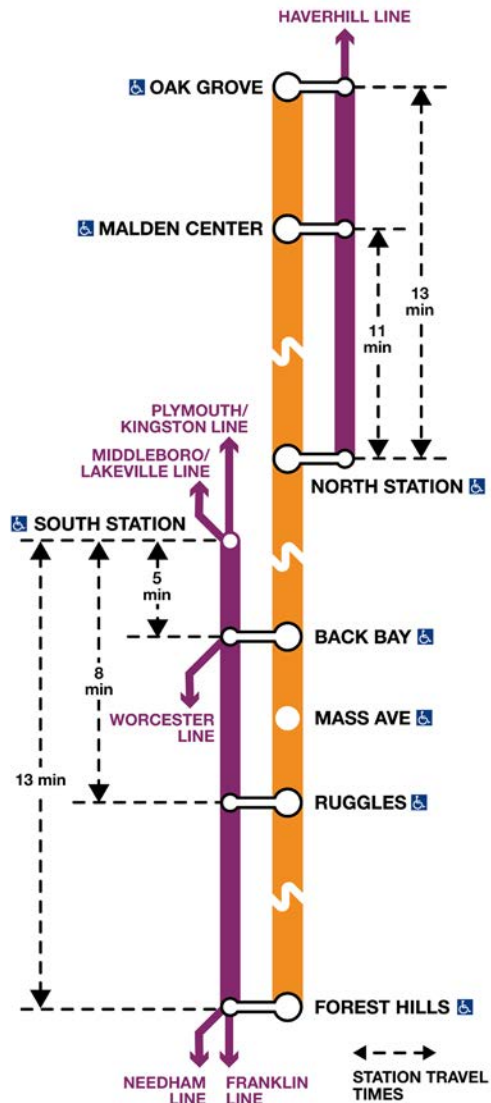 HAVERHILL LINE
OAK GROVE
MALDEN CENTER
13
min
11
min
PLYMOUTH/
KINGSTON LINE
MIDDLEBORO/
LAKEVILLE LINE
NORTH STATION
SOUTH STATION
5
min
BACK BAY
8
min
WORCESTER
LINE
MASS AVE
13 min
RUGGLES
FOREST HILLS
NEEDHAM
LINE
FRANKLIN
LINE
STATION TRAVEL
TIMES